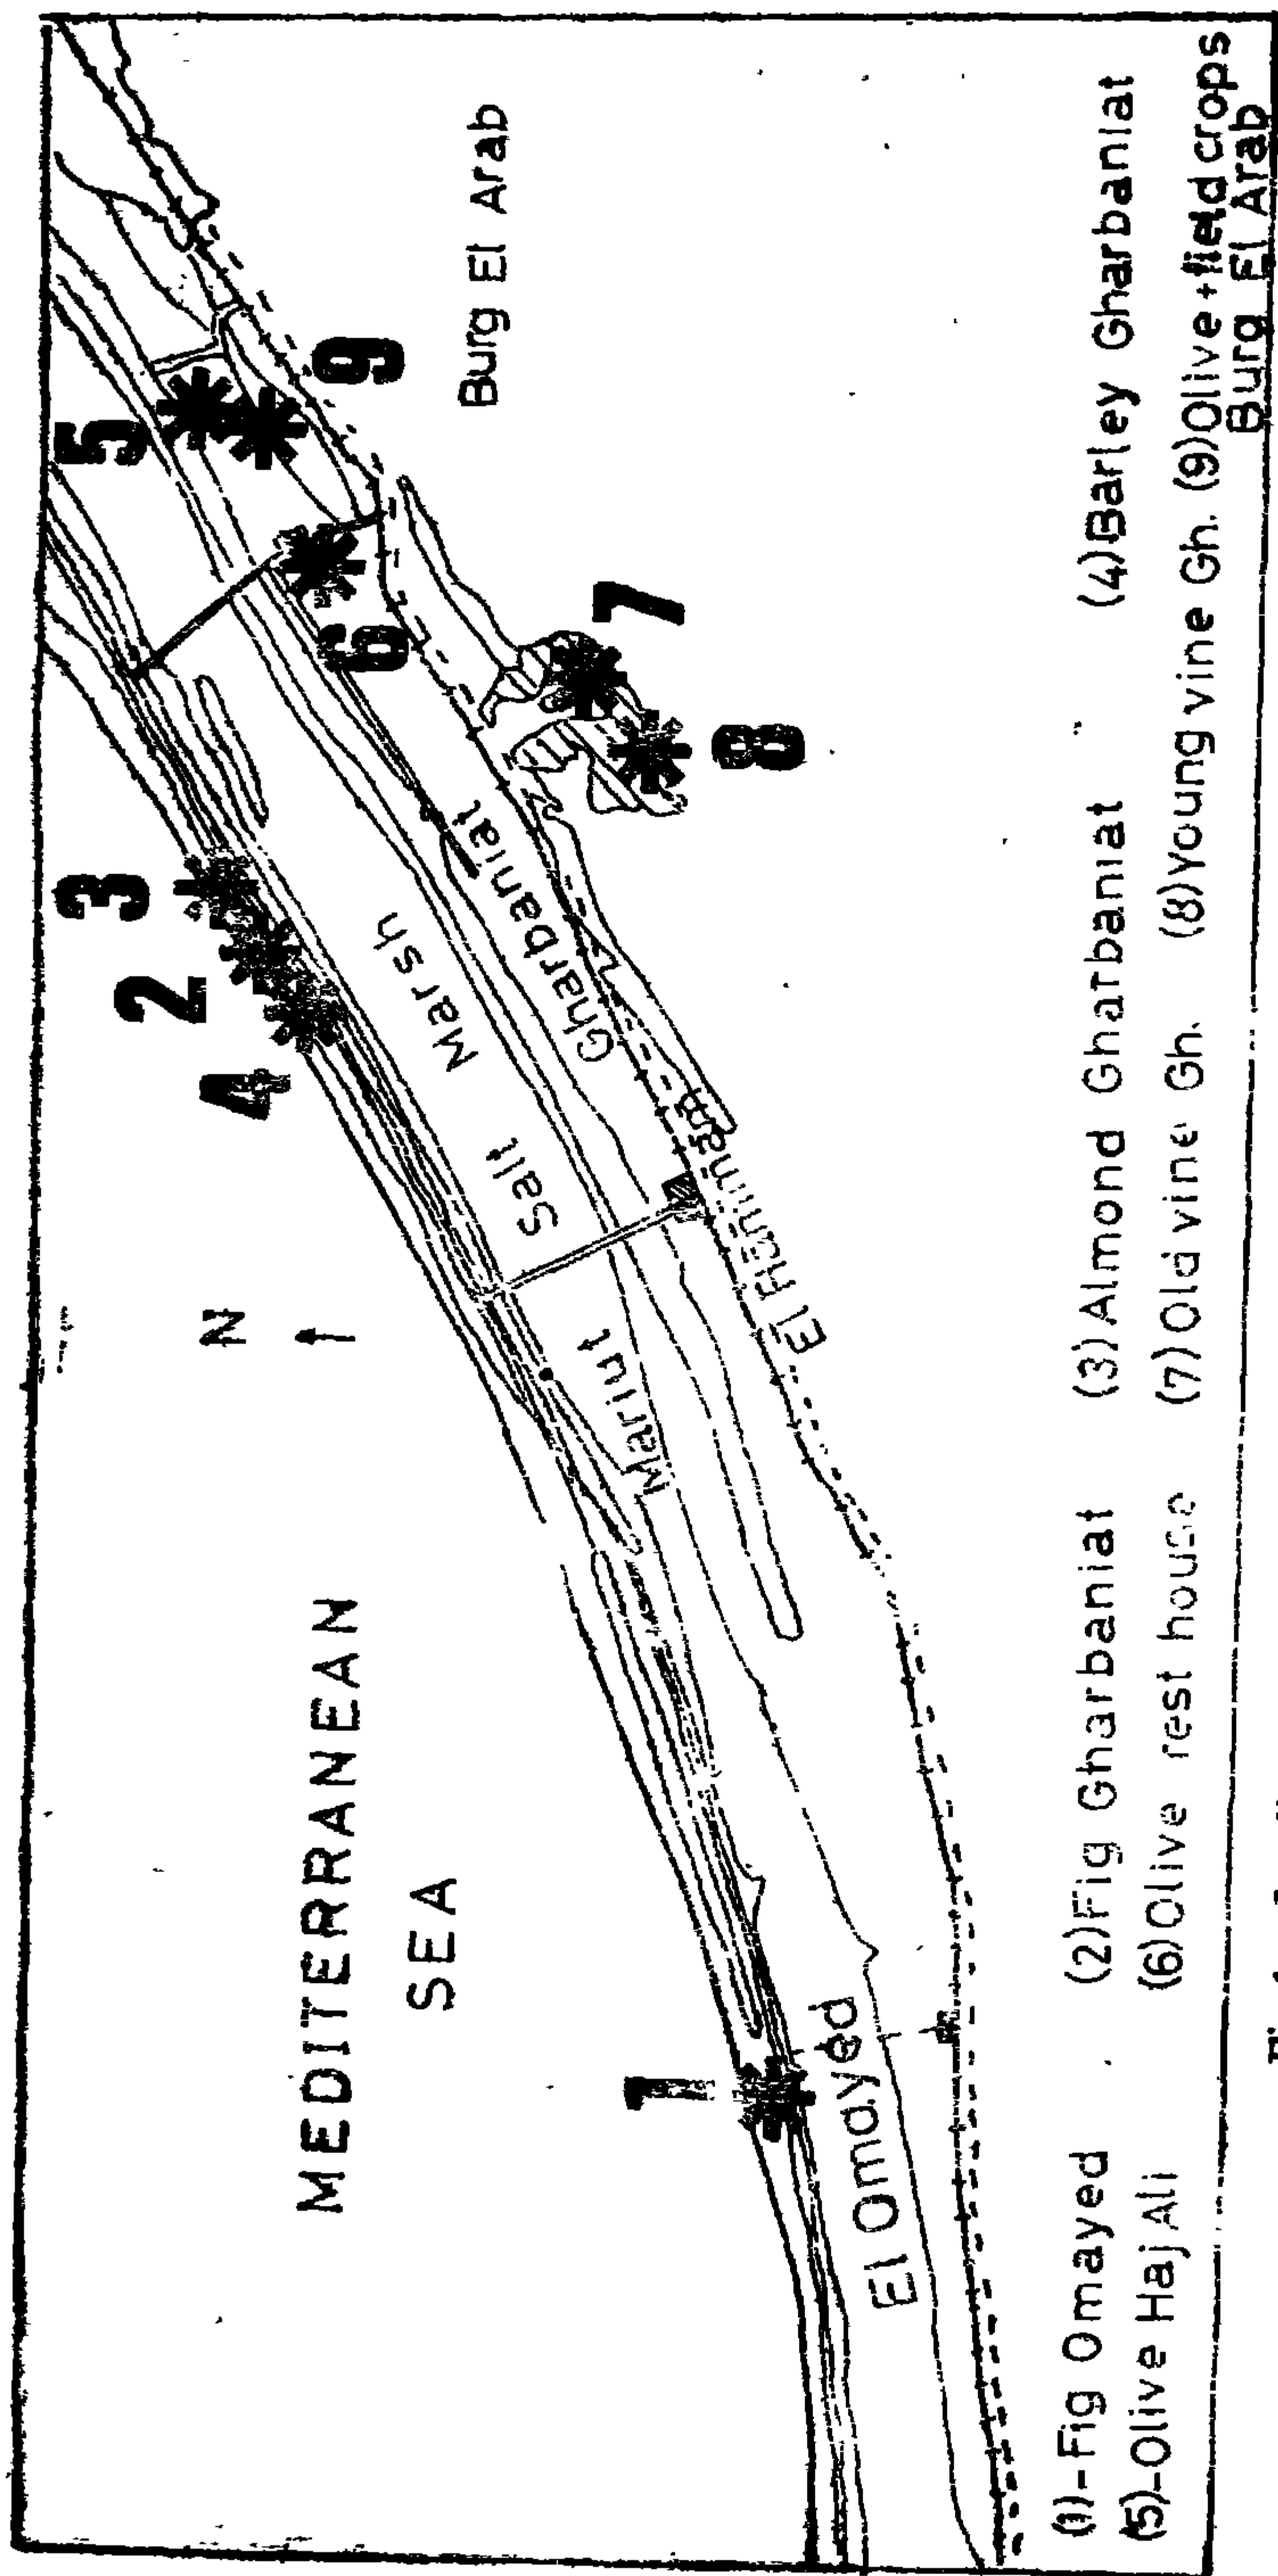 MEDITERRANEAN
SEA
N
1
2
3
4
5
6
7
8
9
Burg El Arab
Salt Marsh
Gharbaniat
Mariut
El Omayed
(1)-Fig Omayed (2)Fig Gharbaniat (3)Almond Gharbaniat (4)Barley Gharbaniat
(5)-Olive Haj Ali (6)Olive rest house (7)Old vine Gh. (8)Young vine Gh. (9)Olive+field crops
Burg El Arab